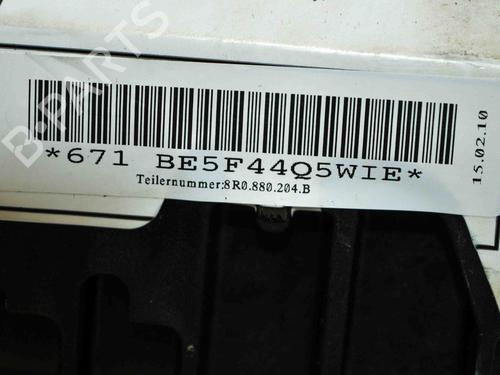 *671 BE5F44Q5WIE*
Teilernummer:8R0.880.204.B
15.02.10
B-PARTS